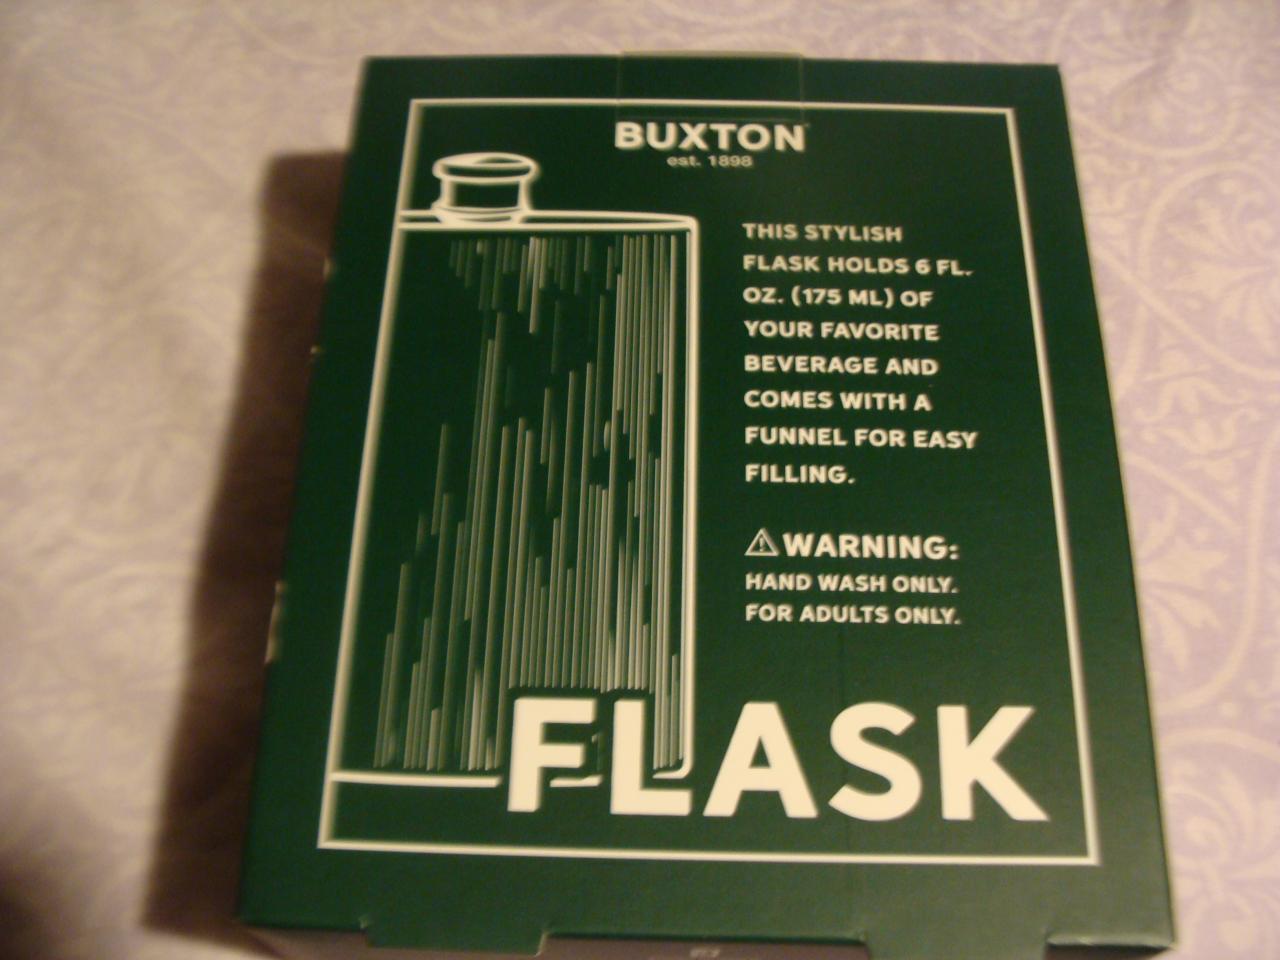 BUXTON
est. 1898
THIS STYLISH
FLASK HOLDS 6 FL.
OZ. (175 ML) OF
YOUR FAVORITE
BEVERAGE AND
COMES WITH A
FUNNEL FOR EASY
FILLING.
⚠WARNING:
HAND WASH ONLY.
FOR ADULTS ONLY.
FLASK